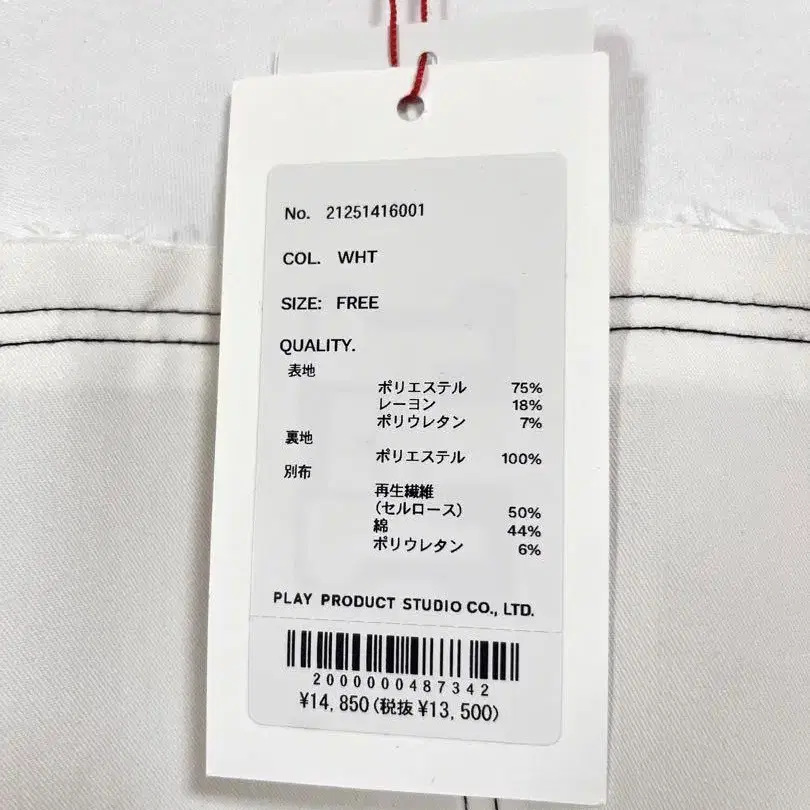 No. 21251416001
COL. WHT
SIZE: FREE
QUALITY.
表地
ポリエステル 75%
レーヨン 18%
ポリウレタン 7%
裏地
ポリエステル 100%
別布
再生繊維
(セルロース) 50%
綿 44%
ポリウレタン 6%
PLAY PRODUCT STUDIO CO., LTD.
2000000487342
¥14,850(税抜¥13,500)